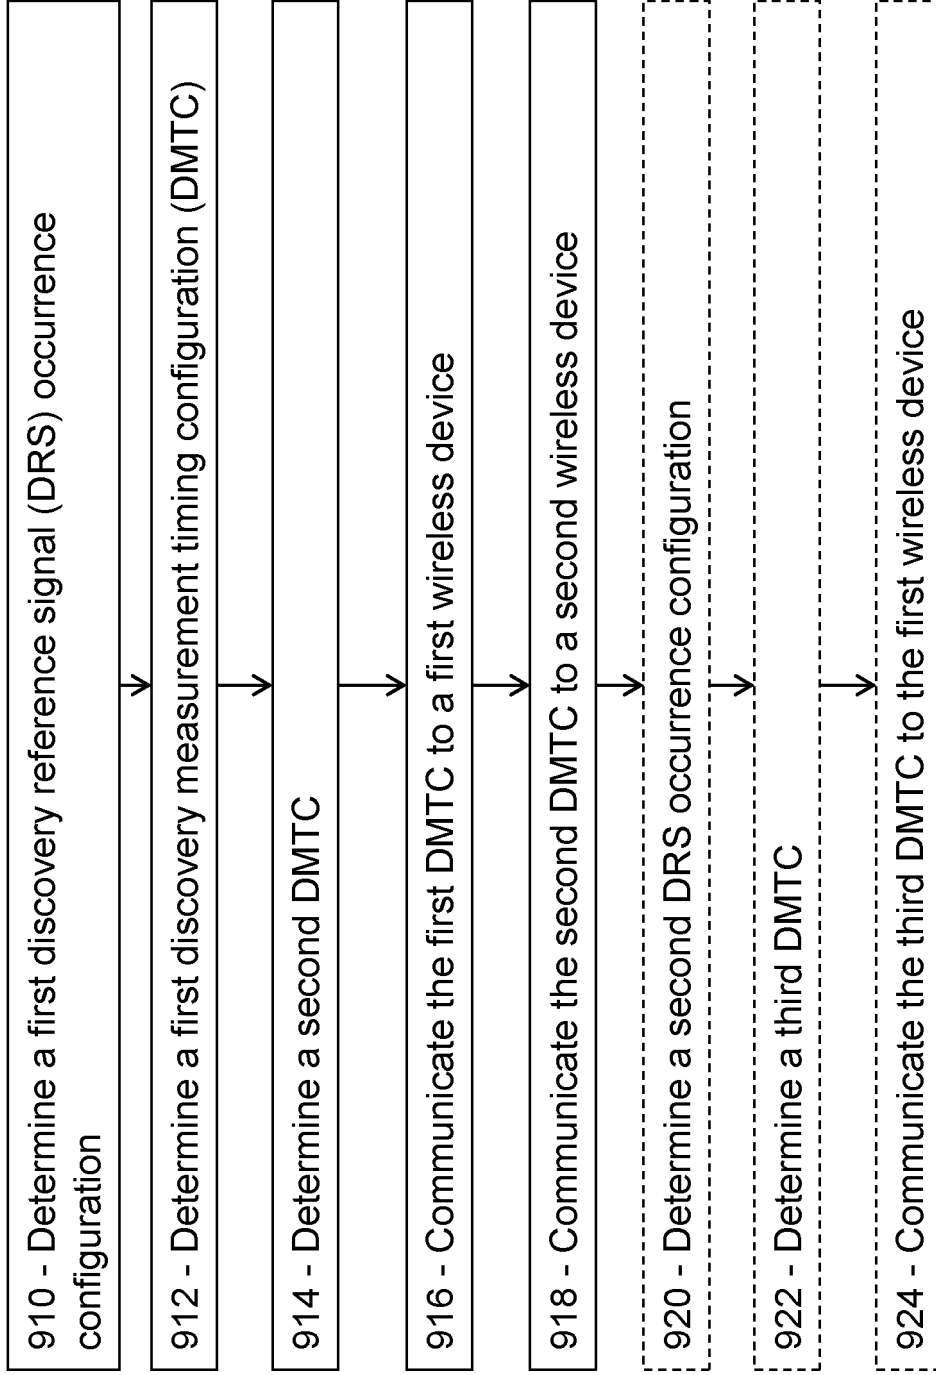 910 - Determine a first discovery reference signal (DRS) occurrence
configuration
912 - Determine a first discovery measurement timing configuration (DMTC)
914 - Determine a second DMTC
916 - Communicate the first DMTC to a first wireless device
918 - Communicate the second DMTC to a second wireless device
920 - Determine a second DRS occurrence configuration
922 - Determine a third DMTC
924 - Communicate the third DMTC to the first wireless device